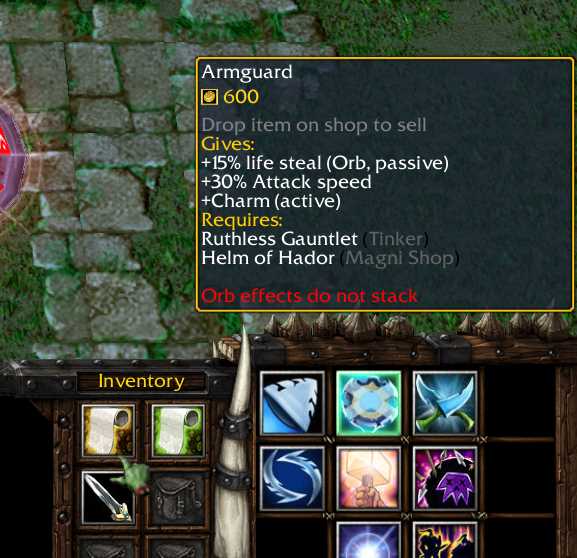 Armguard
600
Drop item on shop to sell
Gives:
+15% life steal (Orb, passive)
+30% Attack speed
+Charm (active)
Requires:
Ruthless Gauntlet (Tinker)
Helm of Hador (Magni Shop)
Orb effects do not stack
Inventory